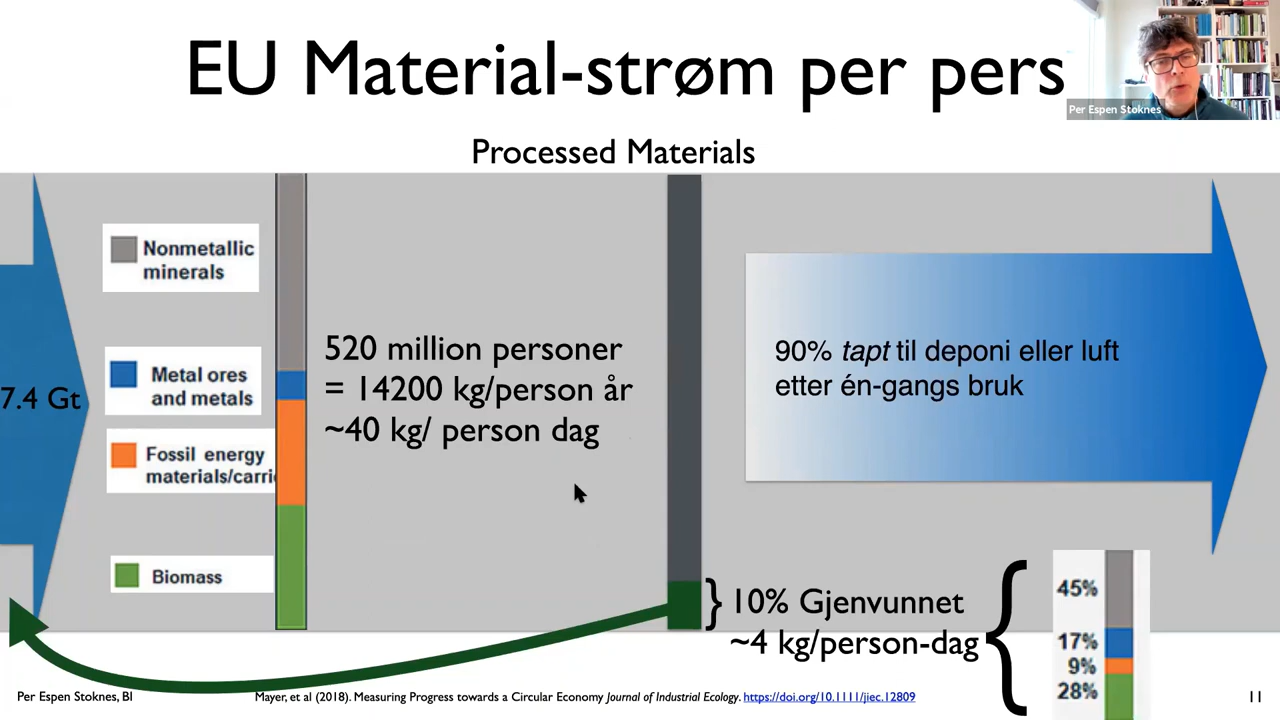 EU Material-strøm per pers
Per Espen Stoknes
Processed Materials
7.4 Gt
Nonmetallic
minerals
Metal ores
and metals
Fossil energy
materials/carri
Biomass
520 million personer
= 14200 kg/person år
~40 kg/ person dag
90% tapt til deponi eller luft
etter én-gangs bruk
10% Gjenvunnet
~4 kg/person-dag
45%
17%
9%
28%
Per Espen Stoknes, BI
Mayer, et al (2018). Measuring Progress towards a Circular Economy Journal of Industrial Ecology. https://doi.org/10.1111/jiec.12809
11